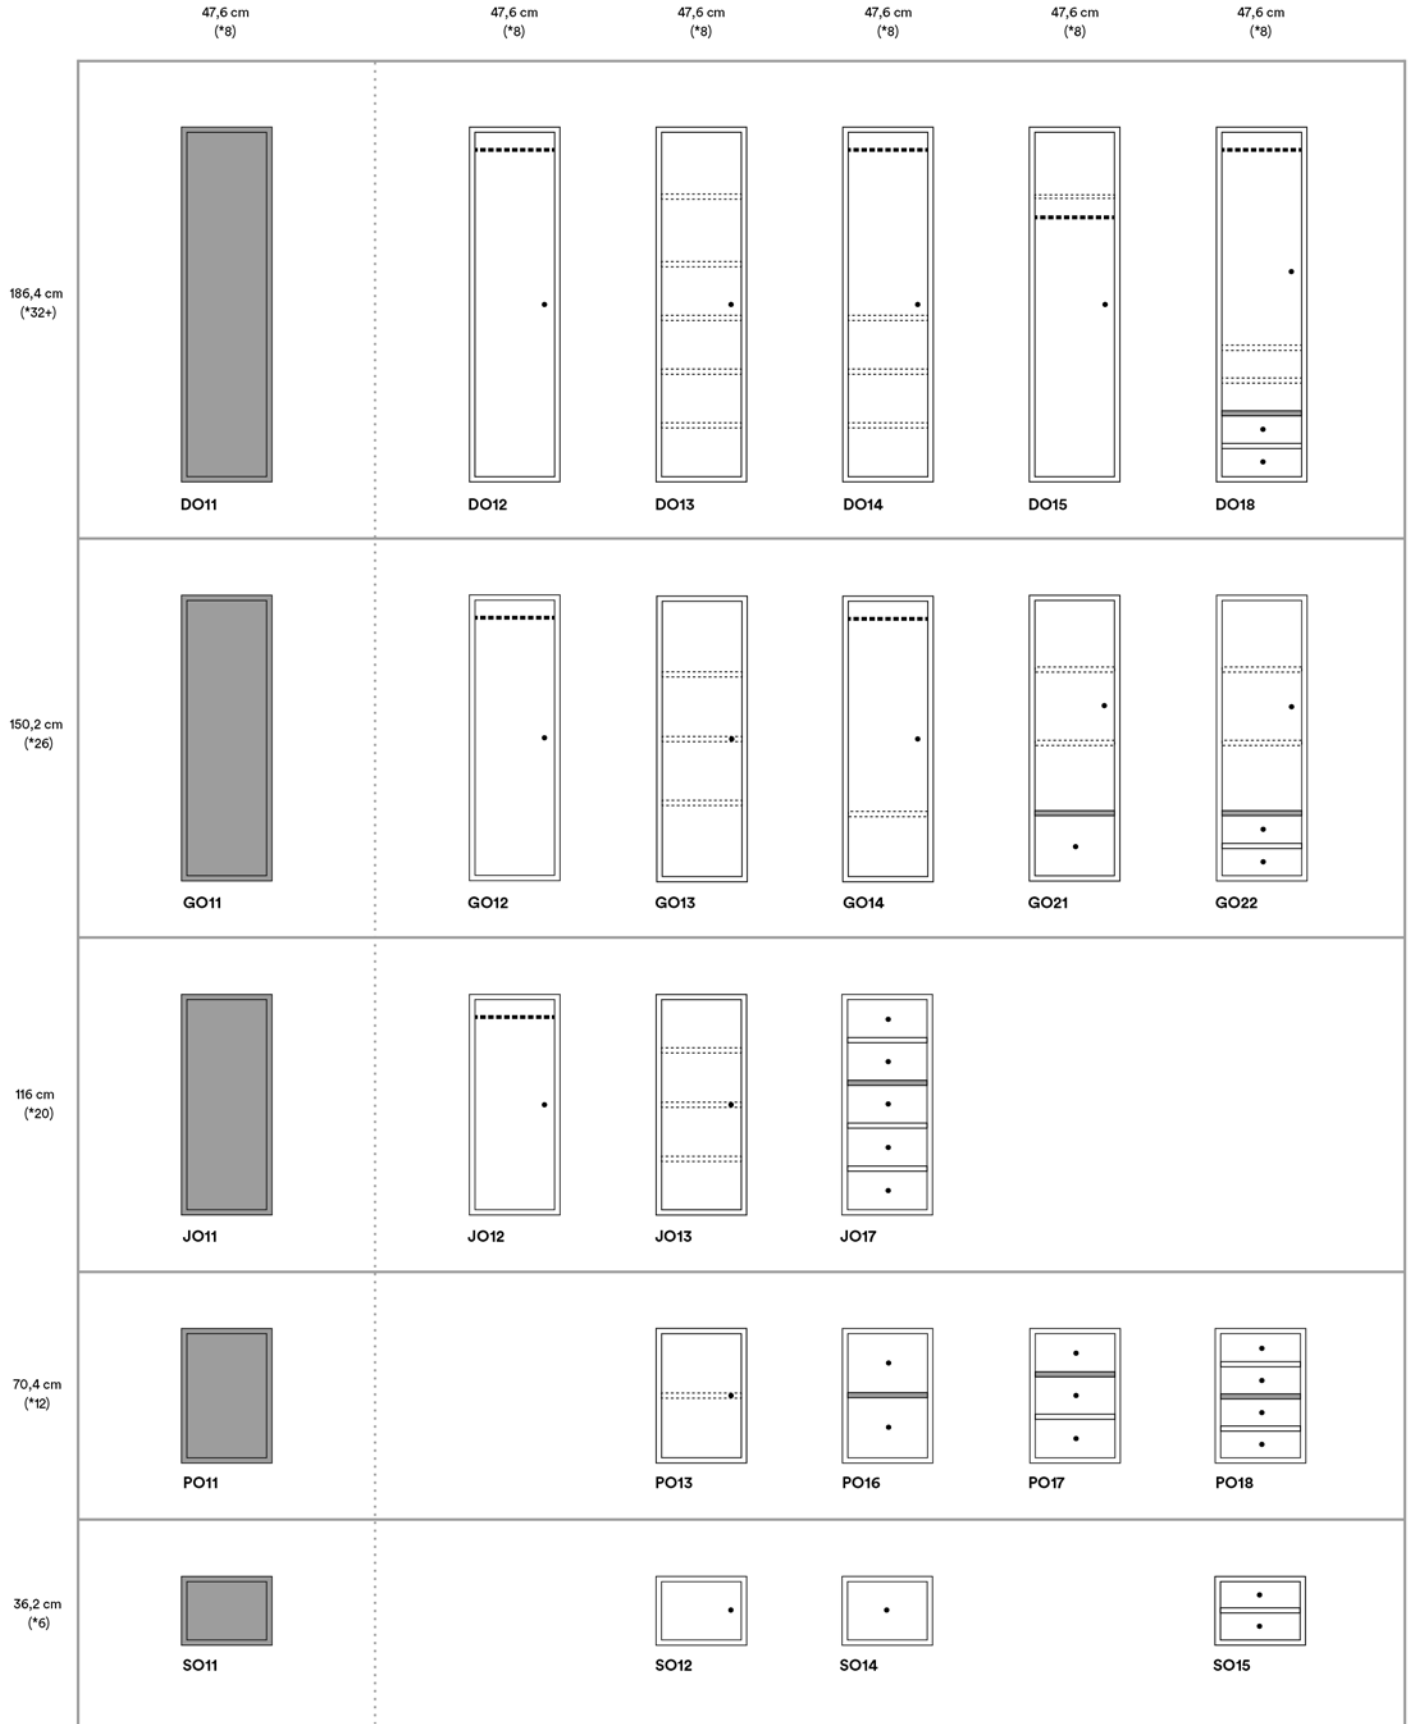 47,6 cm
(*8)
47,6 cm
(*8)
47,6 cm
(*8)
47,6 cm
(*8)
47,6 cm
(*8)
47,6 cm
(*8)
186,4 cm
(*32+)
DO11
DO12
DO13
DO14
DO15
DO18
150,2 cm
(*26)
GO11
GO12
GO13
GO14
GO21
GO22
116 cm
(*20)
JO11
JO12
JO13
JO17
70,4 cm
(*12)
PO11
PO13
PO16
PO17
PO18
36,2 cm
(*6)
SO11
SO12
SO14
SO15